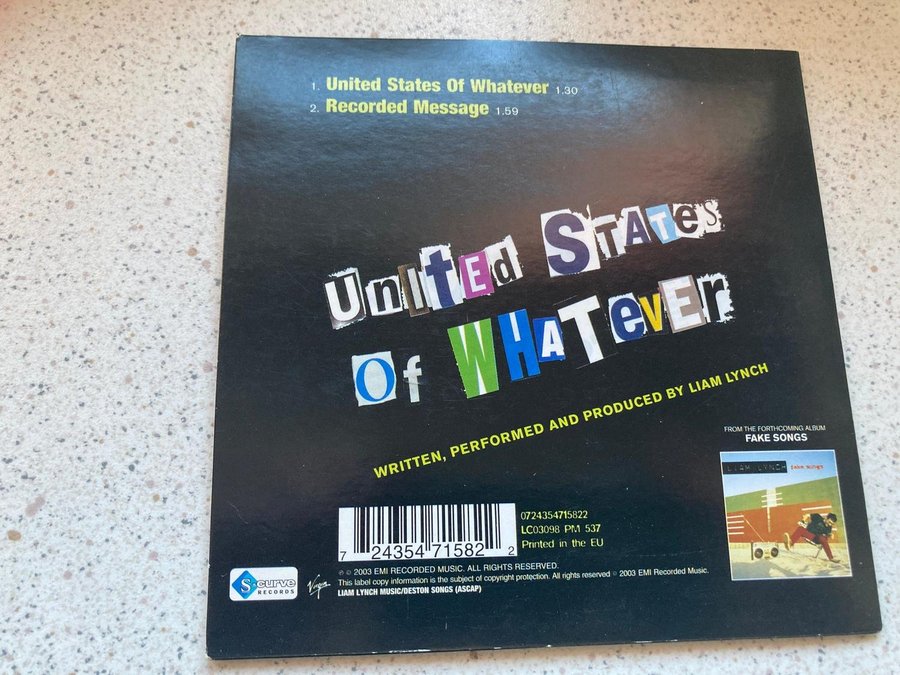 1. United States Of Whatever 1.30
2. Recorded Message 1.59
United States
Of Whatever
WRITTEN, PERFORMED AND PRODUCED BY LIAM LYNCH
FROM THE FORTHCOMING ALBUM
FAKE SONGS
LIAM LYNCH fake songs
0724354715822
LC03098 PM 537
Printed in the EU
7 24354 71582 2
℗ © 2003 EMI RECORDED MUSIC. ALL RIGHTS RESERVED.
This label copy information is the subject of copyright protection. All rights reserved © 2003 EMI Recorded Music.
LIAM LYNCH MUSIC/DESTON SONGS (ASCAP)
S-curve
RECORDS
Virgin